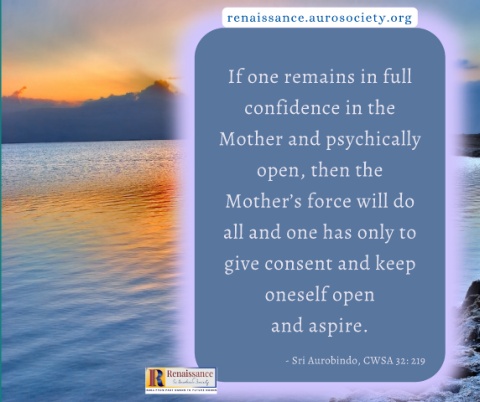 renaissance.aurosociety.org
If one remains in full
confidence in the
Mother and psychically
open, then the
Mother's force will do
all and one has only to
give consent and keep
oneself open
and aspire.
- Sri Aurobindo, CWSA 32: 219
Renaissance